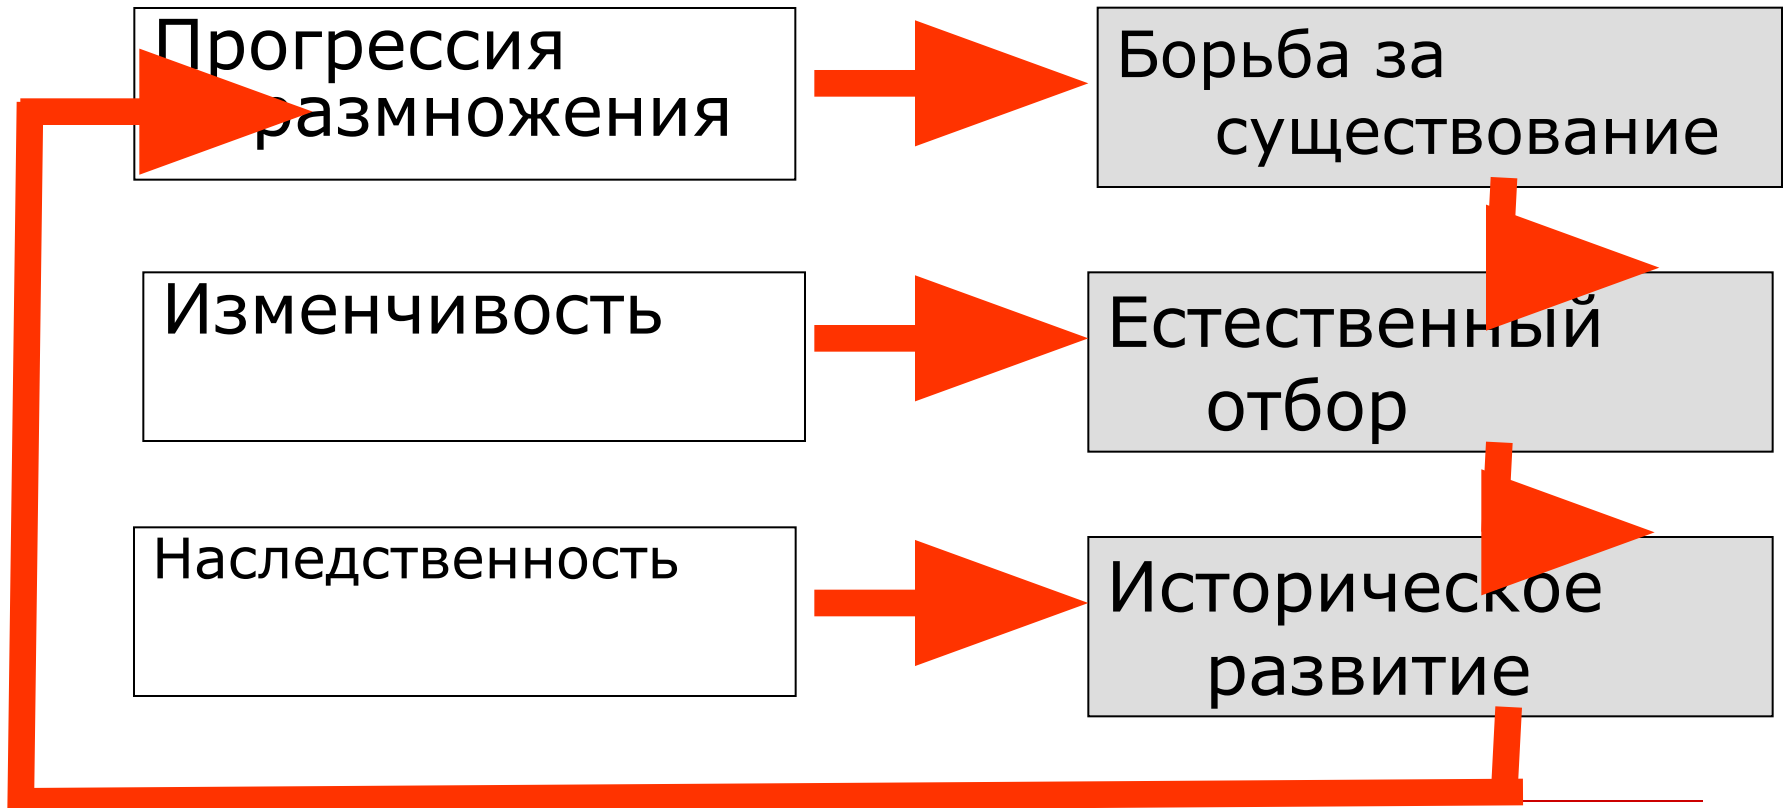 Прогрессия
размножения
Борьба за
существование
Изменчивость
Естественный
отбор
Наследственность
Историческое
развитие